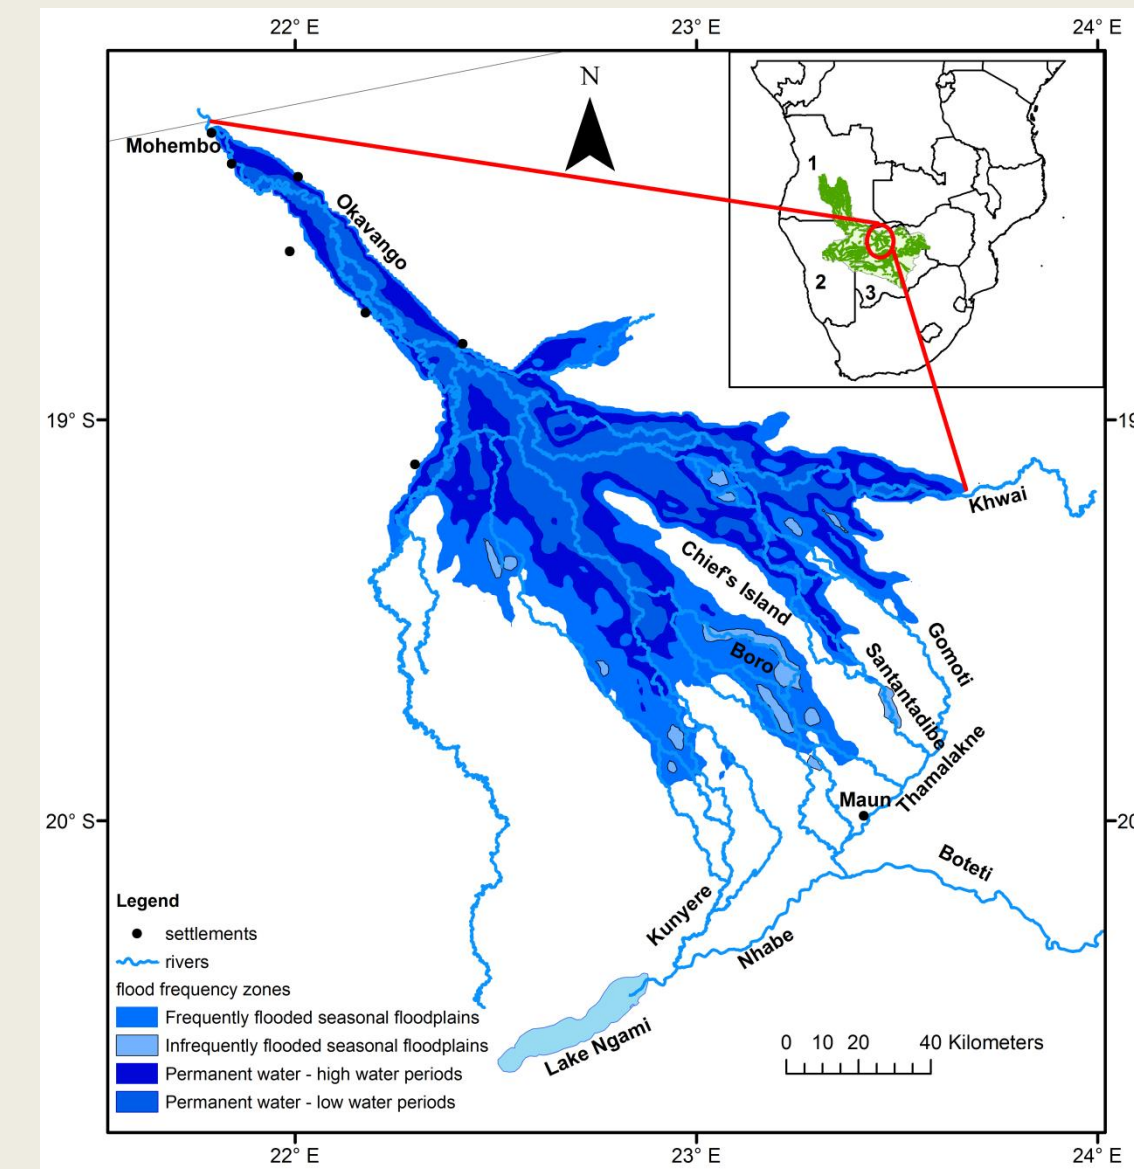 22° E
23° E
24° E
N
1
2
3
Mohembo
Okavango
19° S
19
Khwai
Chief's Island
Boro
Gomoti
Santantadibe
Thamalakne
Maun
20° S
20
Boteti
Kunyere
Nhabe
Lake Ngami
Legend
settlements
rivers
flood frequency zones
Frequently flooded seasonal floodplains
Infrequently flooded seasonal floodplains
Permanent water - high water periods
Permanent water - low water periods
0 10 20 40 Kilometers
22° E
23° E
24° E